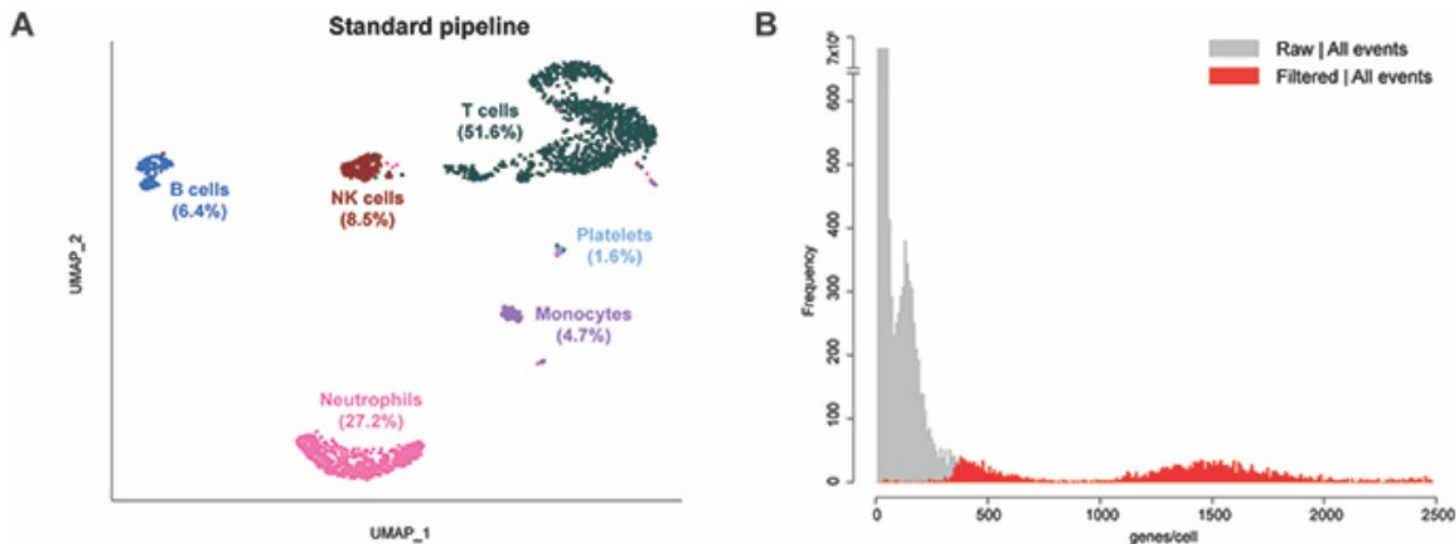 A
Standard pipeline
T cells
(51.6%)
B cells
(6.4%)
NK cells
(8.5%)
Platelets
(1.6%)
Monocytes
(4.7%)
Neutrophils
(27.2%)
UMAP_2
UMAP_1
B
Raw | All events
Filtered | All events
Frequency
600
500
400
300
200
100
0
0
500
1000
1500
2000
2500
genes/cell